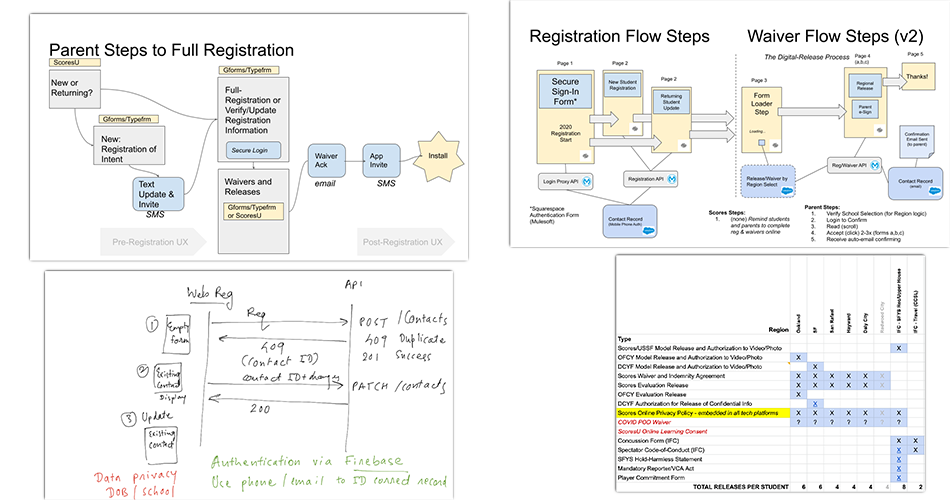 Parent Steps to Full Registration
ScoresU
New or
Returning?
Gforms/Typefrm
New:
Registration of
Intent
Text
Update &
Invite
SMS
Gforms/Typefrm
Full-
Registration or
Verify/Update
Registration
Information
Secure Login
Waivers and
Releases
Gforms/Typefrm
or ScoresU
Waiver
Ack
email
App
Invite
SMS
Install
Pre-Registration UX
Post-Registration UX
Registration Flow Steps
Page 1
Secure
Sign-In
Form*
2020
Registration
Start
Page 2
New Student
Registration
Page 2
Returning
Student
Update
Login Proxy API
Registration API
Contact Record
(Mobile Phone Auth)
*Squarespace
Authentication Form
(Mulesoft)
Waiver Flow Steps (v2)
The Digital-Release Process
Page 3
Form
Loader
Step
Loading...
Page 4
(a,b,c)
Regional
Release
Parent
e-Sign
Page 5
Thanks!
Confirmation
Email Sent
(to parent)
Reg/Waiver API
Release/Waiver by
Region Select
Contact Record
(email)
Scores Steps:
1. (none) Remind students
and parents to complete
reg & waivers online
Parent Steps:
1. Verify School Selection (for Region logic)
2. Login to Confirm
3. Read (scroll)
4. Accept (click) 2-3x (forms a,b,c)
5. Receive auto-email confirming
Web Reg
API
1
Empty
form
Req
POST /Contacts
409
409 Duplicate
(Contact ID)
201 Success
2
Existing
Contact
Display
contact ID+changes
PATCH /contacts
200
3 Update
Existing
Contact
Data privacy
DOB / school
Authentication via Firebase
Use phone / email to ID connect record
Region
Oakland
SF
San Rafael
Hayward
Daly City
Redwood City
IFC - SFYS Rec/Upper House
IFC - Travel (CCSL)
Type
Scores/USSF Model Release and Authorization to Video/Photo X
OFCY Model Release and Authorization to Video/Photo X
DCYF Model Release and Authorization to Video/Photo X
Scores Waiver and Indemnity Agreement X X X X X X
Scores Evaluation Release X X X X X X
OFCY Evaluation Release X
DCYF Authorization for Release of Confidential Info X
Scores Online Privacy Policy - embedded in all tech platforms X X X X X X X
COVID POD Waiver ? ? ? ? ? ? ?
ScoresU Online Learning Consent
Concussion Form (IFC) X X
Spectator Code-of-Conduct (IFC) X X
SFYS Hold-Harmless Statement X
Mandatory Reporter/VCA Act X
Player Commitment Form X
TOTAL RELEASES PER STUDENT 6 6 4 4 4 4 8 2